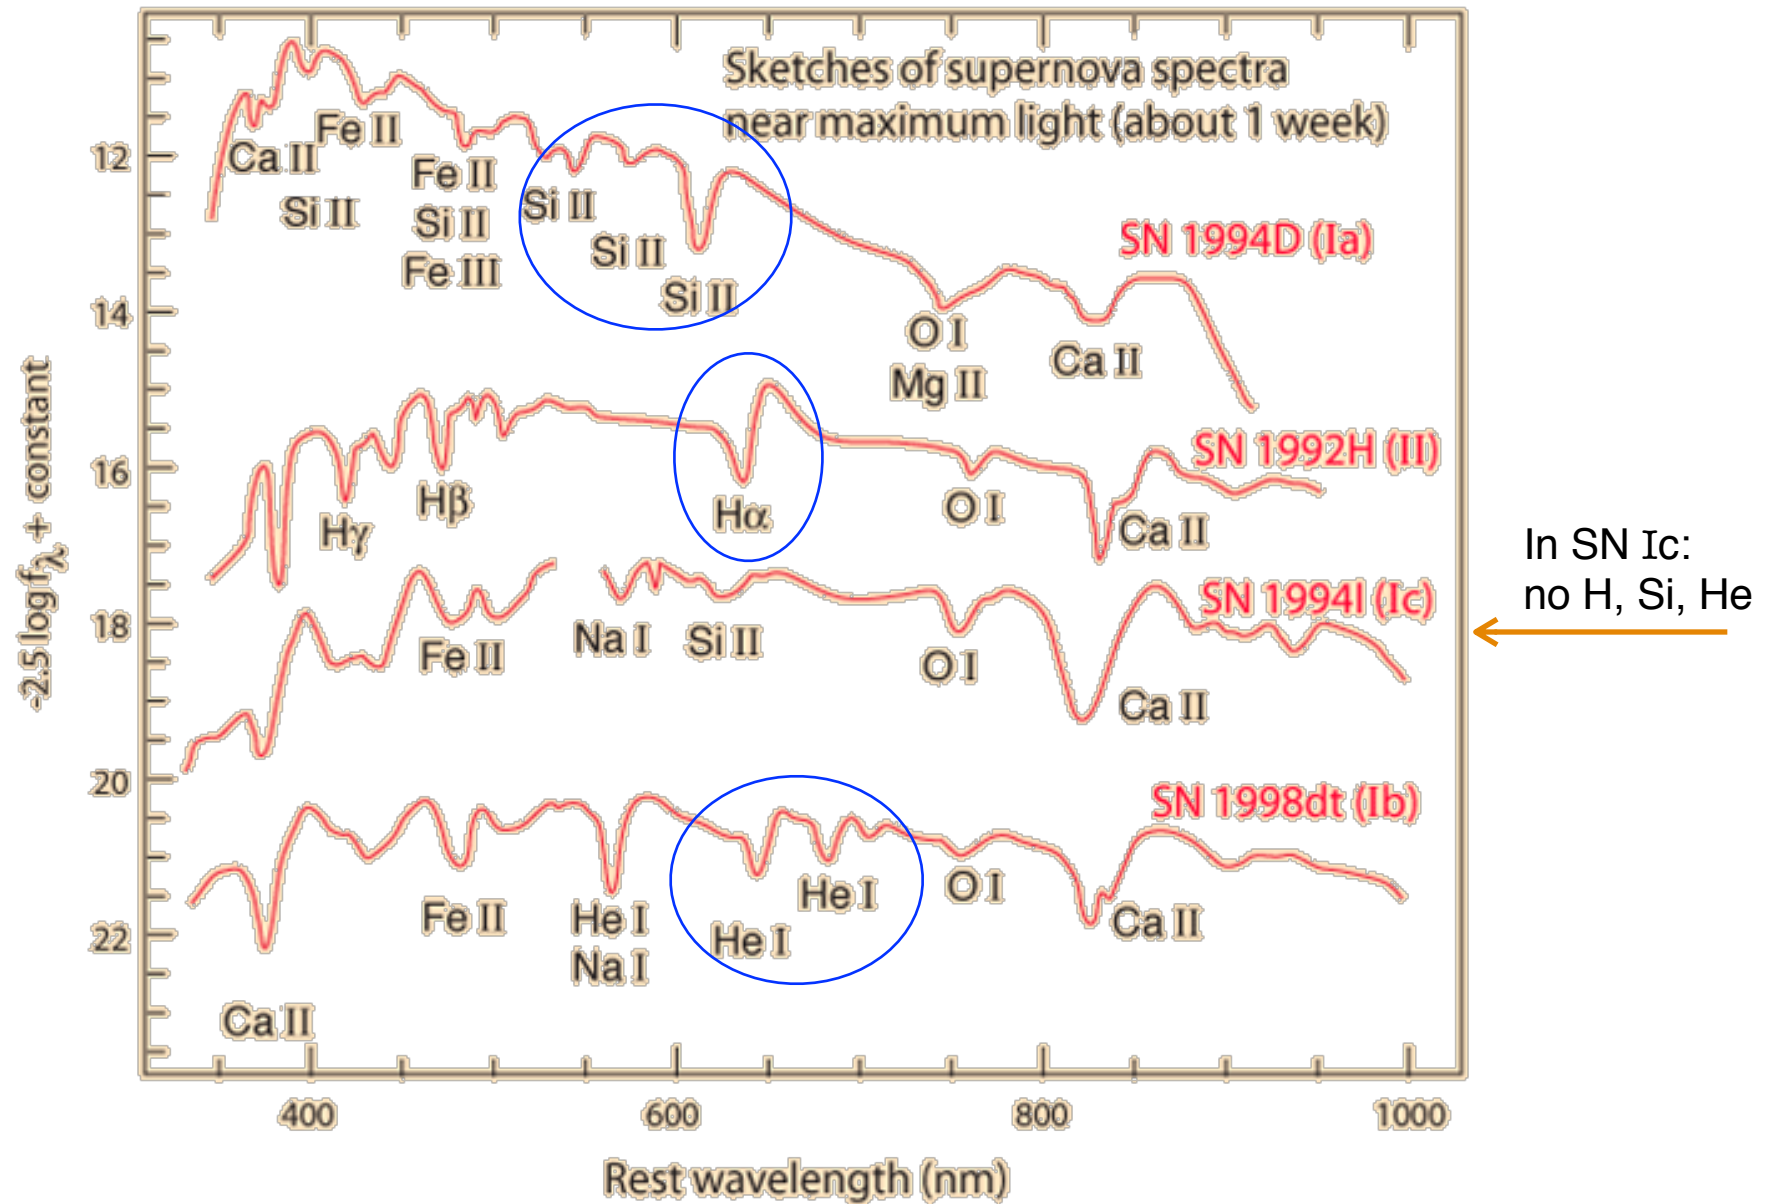 Sketches of supernova spectra
near maximum light (about 1 week)
Fe II
Ca II
Si II
Fe II
Si II
Fe III
Si II
Si II
Si II
SN 1994D (Ia)
O I
Mg II
Ca II
12
14
16
18
20
22
-2.5 logfλ + constant
SN 1992H (II)
Hγ
Hβ
Hα
O I
Ca II
In SN Ic:
no H, Si, He
SN 1994I (Ic)
Fe II
Na I
Si II
O I
Ca II
SN 1998dt (Ib)
Fe II
He I
Na I
He I
He I
O I
Ca II
Ca II
400
600
800
1000
Rest wavelength (nm)